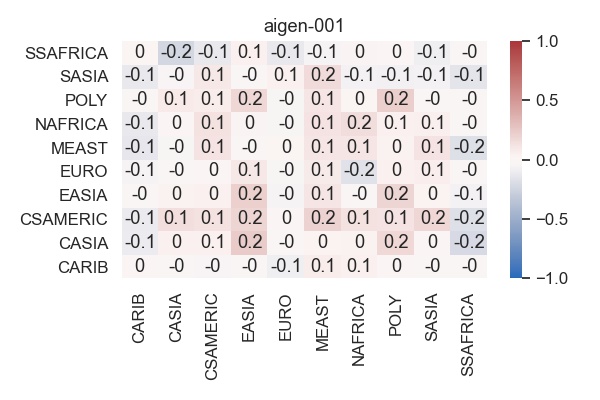 aigen-001
SSAFRICA 0 -0.2 -0.1 0.1 -0.1 -0.1 0 0 -0.1 -0 1.0
SASIA -0.1 -0 0.1 -0 0.1 0.2 -0.1 -0.1 -0.1 -0.1
POLY -0 0.1 0.1 0.2 -0 0.1 0 0.2 -0 -0 0.5
NAFRICA -0.1 0 0.1 0 -0 0.1 0.2 0.1 0.1 -0
MEAST -0.1 -0 0.1 -0 0 0.1 0.1 0 0.1 -0.2 0.0
EURO -0.1 -0 0 0.1 -0 0.1 -0.2 0 0.1 -0
EASIA -0 0 0 0.2 -0 0.1 -0 0.2 0 -0.1
CSAMERIC -0.1 0.1 0.1 0.2 0 0.2 0.1 0.1 0.2 -0.2 −0.5
CASIA -0.1 0 0.1 0.2 -0 0 0 0.2 0 -0.2
CARIB 0 -0 -0 -0 -0.1 0.1 0.1 0 -0 -0 −1.0
CARIB CASIA CSAMERIC EASIA EURO MEAST NAFRICA POLY SASIA SSAFRICA